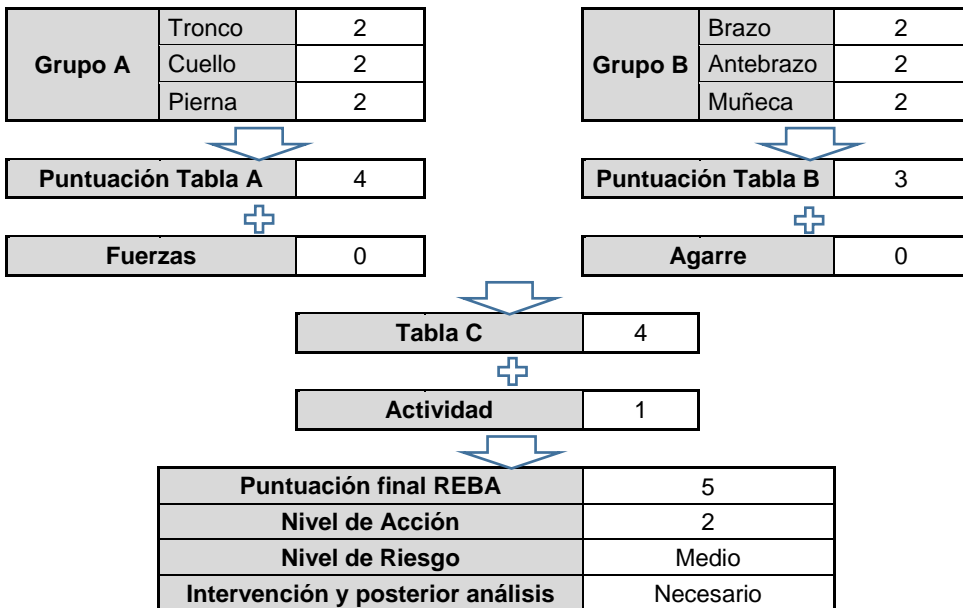 Grupo A
Tronco 2
Cuello 2
Pierna 2
Grupo B
Brazo 2
Antebrazo 2
Muñeca 2
Puntuación Tabla A 4
Puntuación Tabla B 3
Fuerzas 0
Agarre 0
Tabla C 4
Actividad 1
Puntuación final REBA 5
Nivel de Acción 2
Nivel de Riesgo Medio
Intervención y posterior análisis Necesario